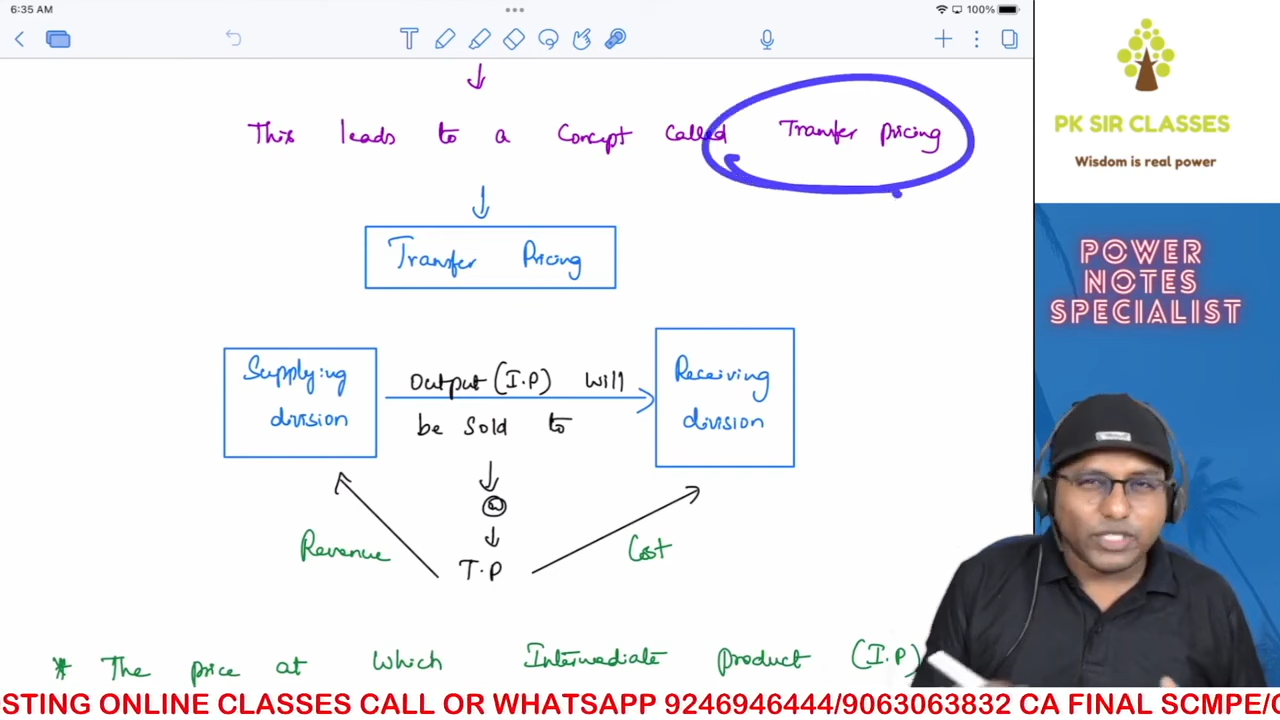 6:35 AM
100%
This leads to a Concept Called Transfer pricing
Transfer Pricing
Supplying division
Output (I.P) will
be Sold to
Receiving division
@
T.P
Revenue
Cost
* The price at which Intermediate product (I.P)
PK SIR CLASSES
Wisdom is real power
POWER
NOTES
SPECIALIST
STING ONLINE CLASSES CALL OR WHATSAPP 9246946444/9063063832 CA FINAL SCMPE/